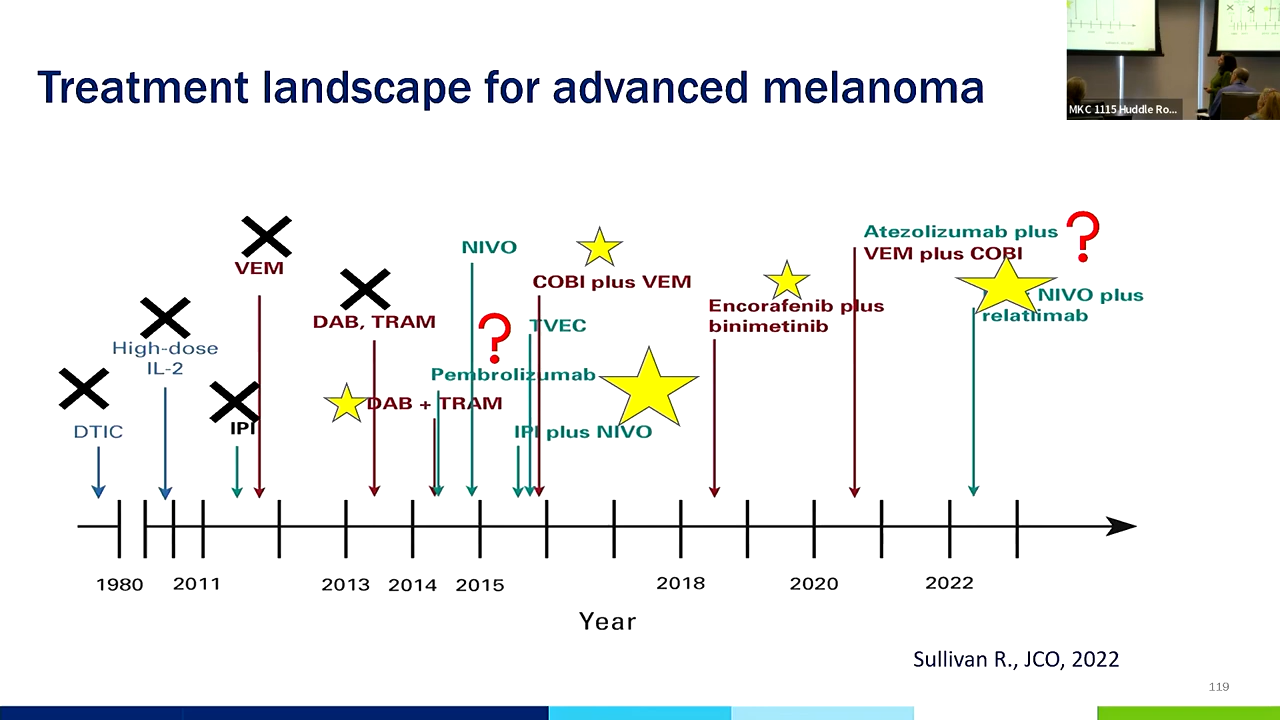 Treatment landscape for advanced melanoma
MKC 1115 Huddle Ro...
VEM
DAB, TRAM
High-dose
IL-2
DTIC
IPI
NIVO
COBI plus VEM
TVEC
Pembrolizumab
DAB + TRAM
IPI plus NIVO
Encorafenib plus
binimetinib
Atezolizumab plus
VEM plus COBI
NIVO plus
relatlimab
?
?
1980
2011
2013
2014
2015
2018
2020
2022
Year
Sullivan R., JCO, 2022
119